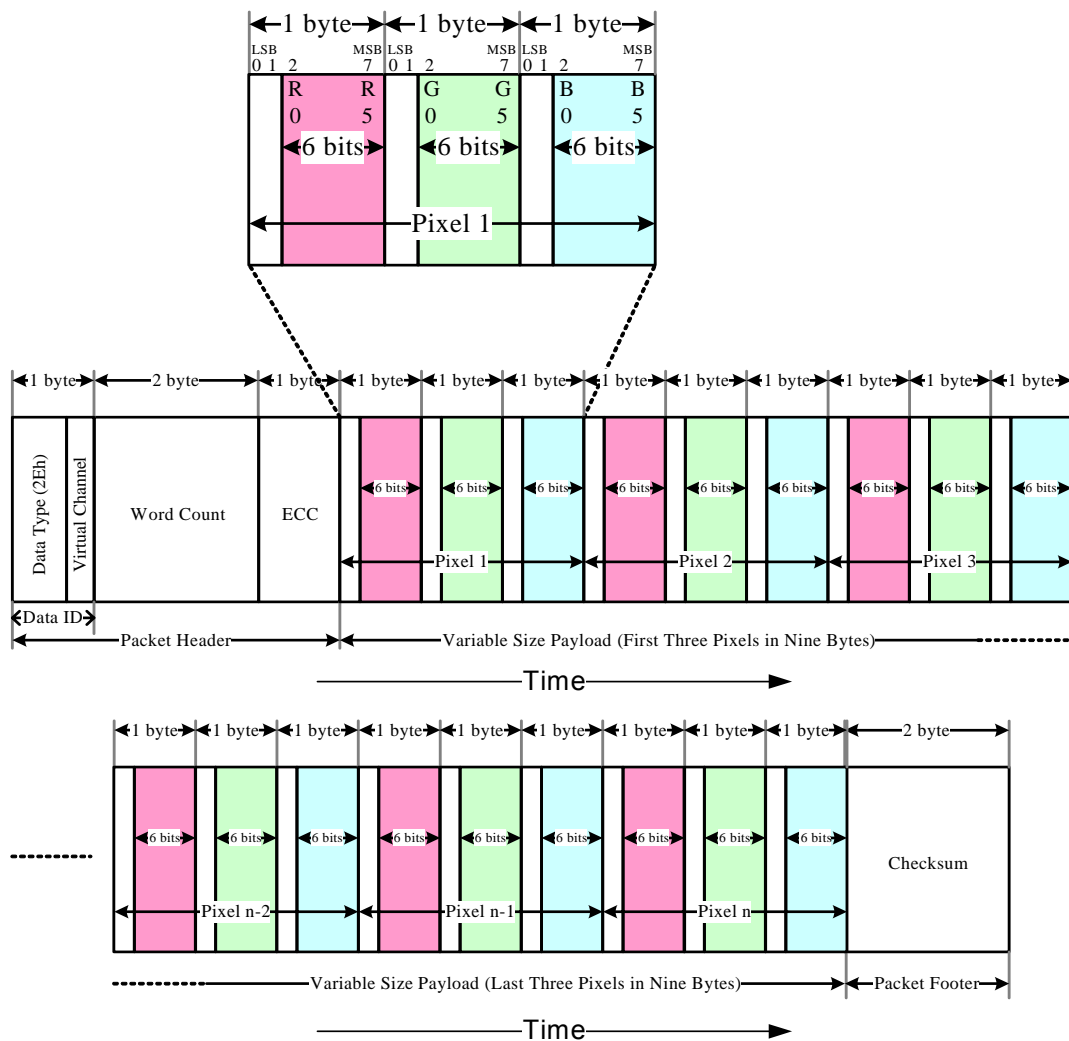 1 byte 1 byte 1 byte
LSB MSB LSB MSB LSB MSB
0 1 2 7 0 1 2 7 0 1 2 7
R R G G B B
0 5 0 5 0 5
6 bits 6 bits 6 bits
Pixel 1
1 byte 2 byte 1 byte 1 byte 1 byte 1 byte 1 byte 1 byte 1 byte 1 byte 1 byte 1 byte
Data Type (2Eh)
Virtual Channel
Word Count
ECC
6 bits 6 bits 6 bits 6 bits 6 bits 6 bits 6 bits 6 bits 6 bits
Pixel 1 Pixel 2 Pixel 3
Data ID
Packet Header
Variable Size Payload (First Three Pixels in Nine Bytes)
Time
1 byte 1 byte 1 byte 1 byte 1 byte 1 byte 1 byte 1 byte 1 byte 2 byte
6 bits 6 bits 6 bits 6 bits 6 bits 6 bits 6 bits 6 bits 6 bits
Checksum
Pixel n-2 Pixel n-1 Pixel n
Variable Size Payload (Last Three Pixels in Nine Bytes)
Packet Footer
Time